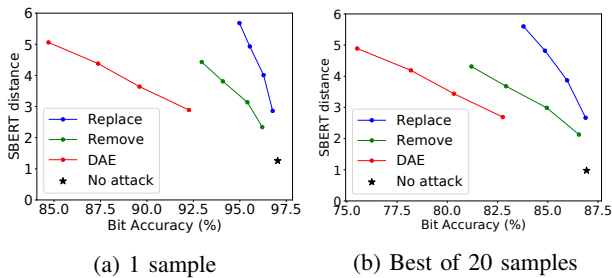 6
5
4
3
2
1
0
SBERT distance
Replace
Remove
DAE
No attack
85.0 87.5 90.0 92.5 95.0 97.5
Bit Accuracy (%)
(a) 1 sample
6
5
4
3
2
1
0
SBERT distance
Replace
Remove
DAE
No attack
75.0 77.5 80.0 82.5 85.0 87.5
Bit Accuracy (%)
(b) Best of 20 samples